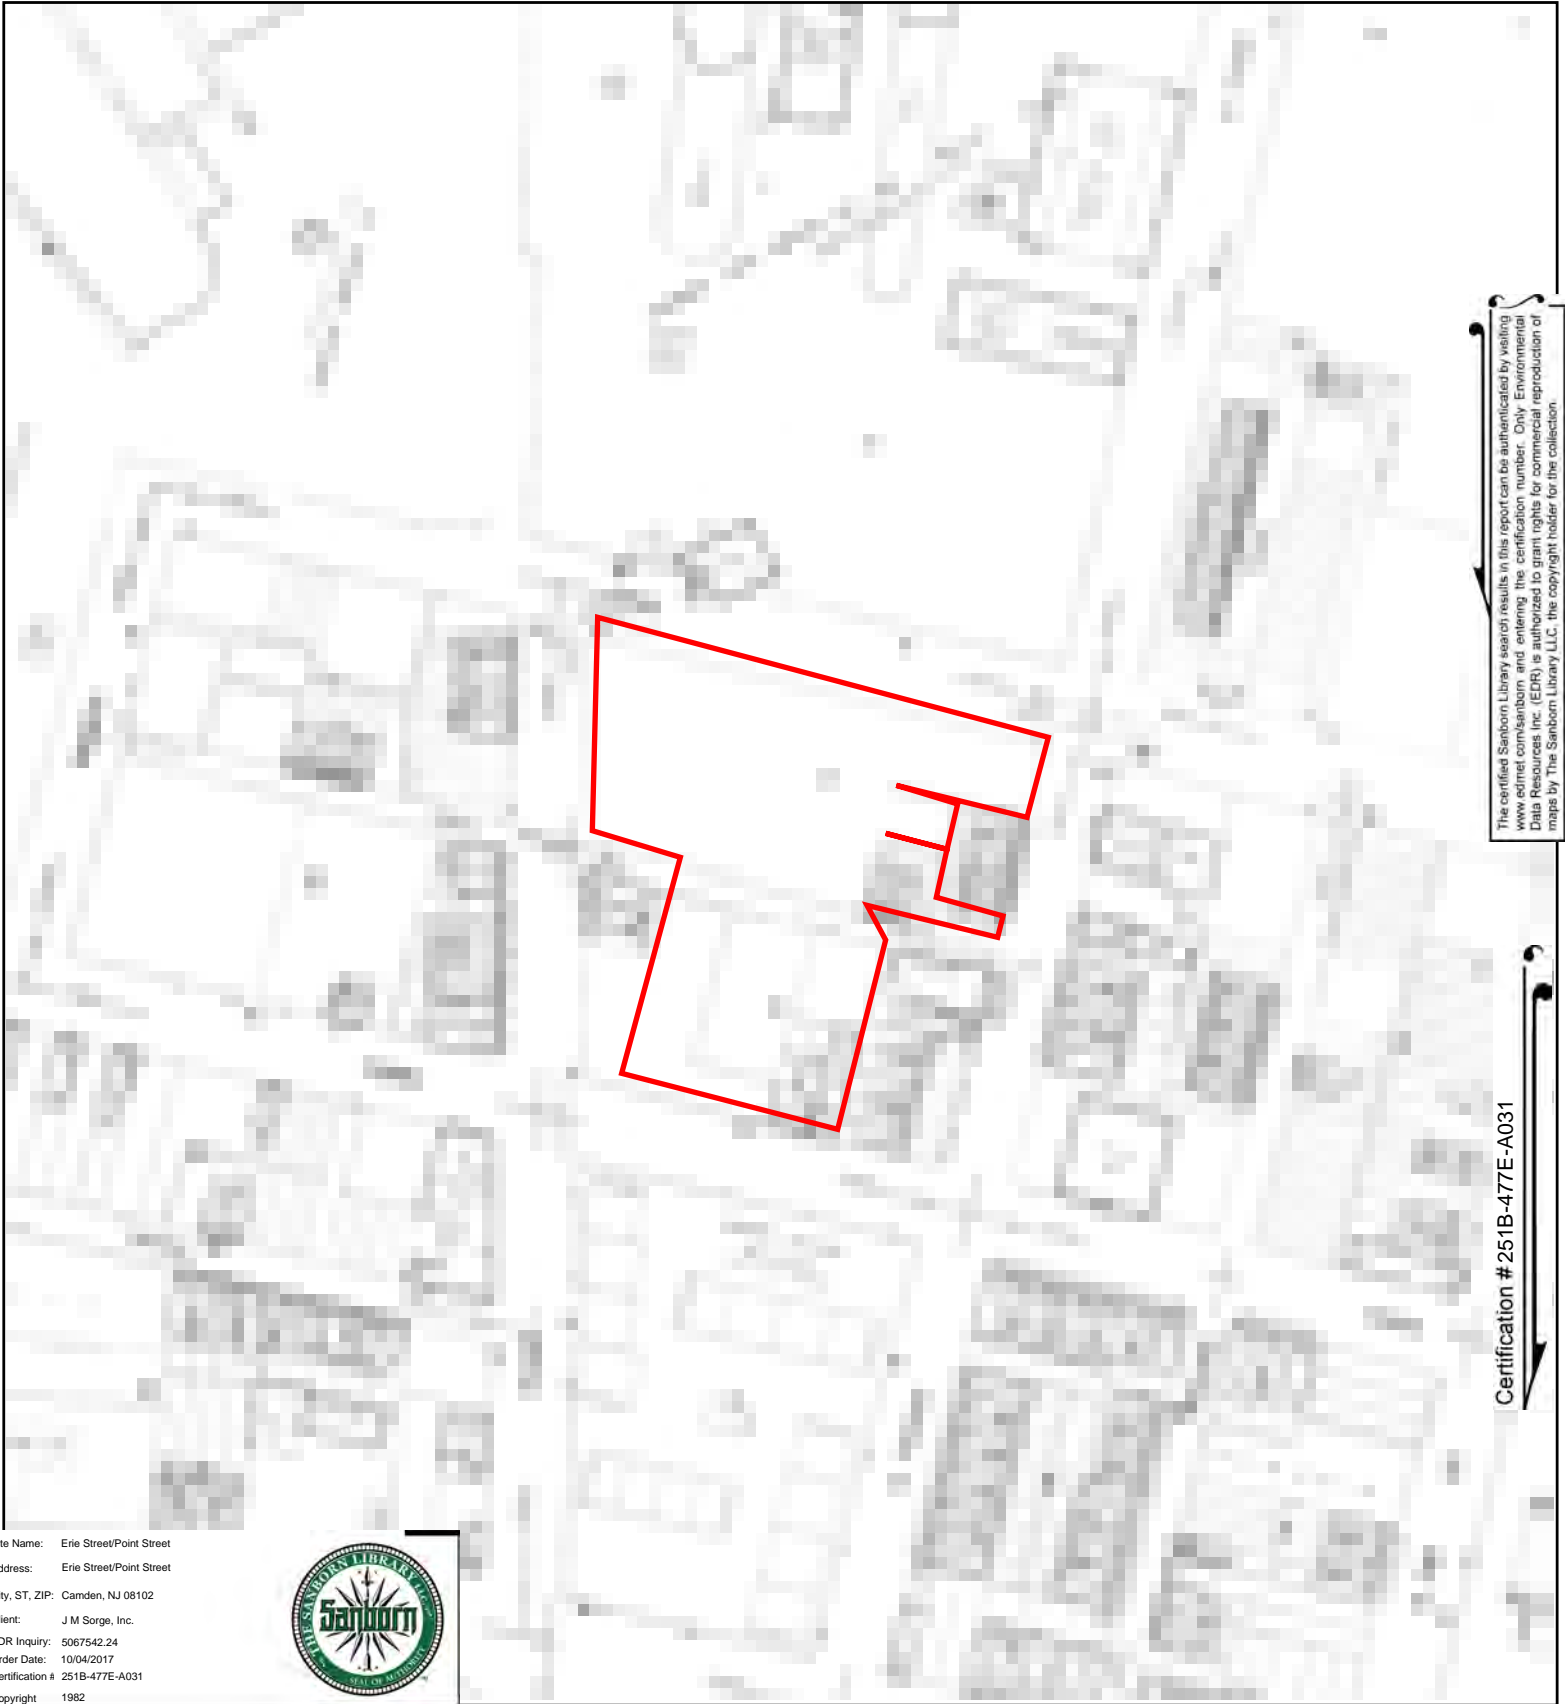 The certified Sanborn Library search results in this report can be authenticated by visiting
www.edrnet.com/sanborn and entering the certification number. Only Environmental
Data Resources Inc. (EDR) is authorized to grant rights for commercial reproduction of
maps by The Sanborn Library LLC, the copyright holder for the collection.
Certification # 251B-477E-A031
te Name: Erie Street/Point Street
ddress: Erie Street/Point Street
ty, ST, ZIP: Camden, NJ 08102
ient: J M Sorge, Inc.
DR Inquiry: 5067542.24
rder Date: 10/04/2017
ertification # 251B-477E-A031
opyright 1982
THE SANBORN LIBRARY LLC
Sanborn
SEAL OF AUTHORITY